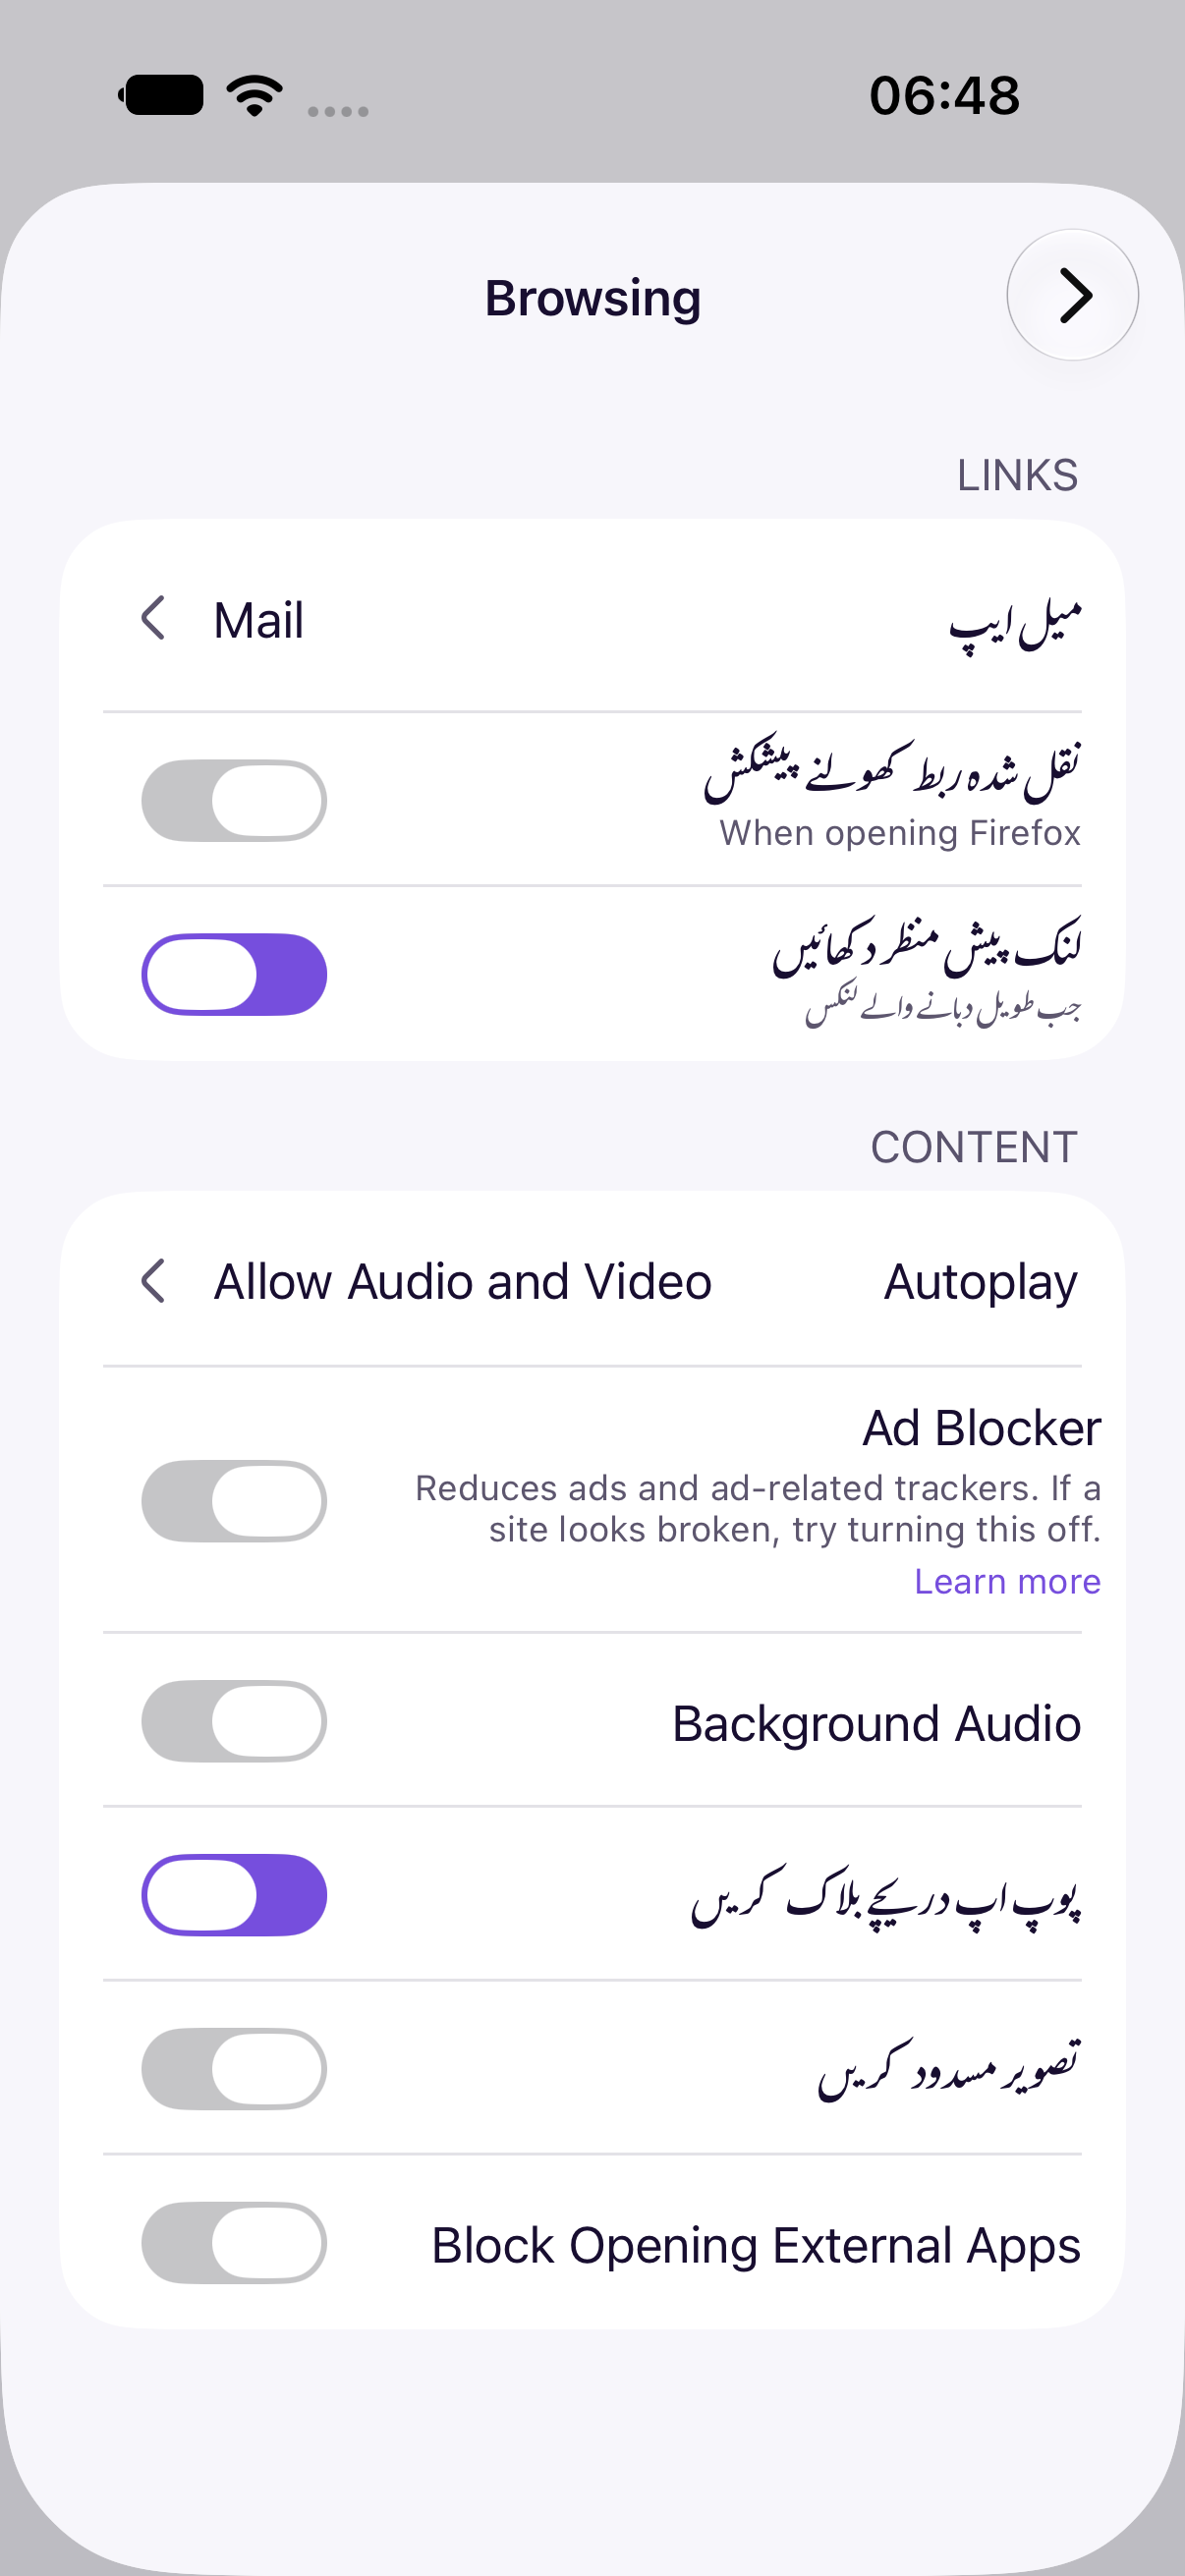 06:48
Browsing
LINKS
میل ایپ
Mail
نقل شدہ ربط کھولنے پیشکش
When opening Firefox
لنک پیش منظر دکھائیں
جب طویل دبانے والے لنکس
CONTENT
Autoplay
Allow Audio and Video
Ad Blocker
Reduces ads and ad-related trackers. If a
site looks broken, try turning this off.
Learn more
Background Audio
پوپ اپ دریچے بلاک کریں
تصویر مسدود کریں
Block Opening External Apps